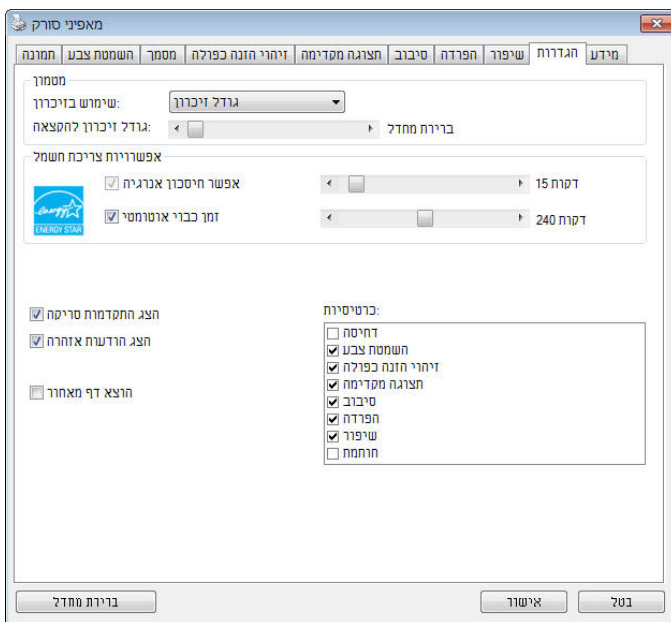 מאפיני סורק
תמונה השמטת צבע מסמך זיהוי הזנה כפולה תצוגה מקדימה סיבוב הפרדה שיפור הגדרות מידע
מטמון
שימוש בזיכרון:
גודל זיכרון
גודל זיכרון להקצאה:
ברירת מחדל
אפשרויות צריכת חשמל
energy
ENERGY STAR
אפשר חיסכון אנרגיה
15 דקות
זמן כבוי אוטומטי
240 דקות
הצג התקדמות סריקה
הצג הודעות אזהרה
הוצא דף מאחור
כרטיסיות:
דחיסה
השמטת צבע
זיהוי הזנה כפולה
תצוגה מקדימה
סיבוב
הפרדה
שיפור
חותמת
ברירת מחדל
אישור
בטל